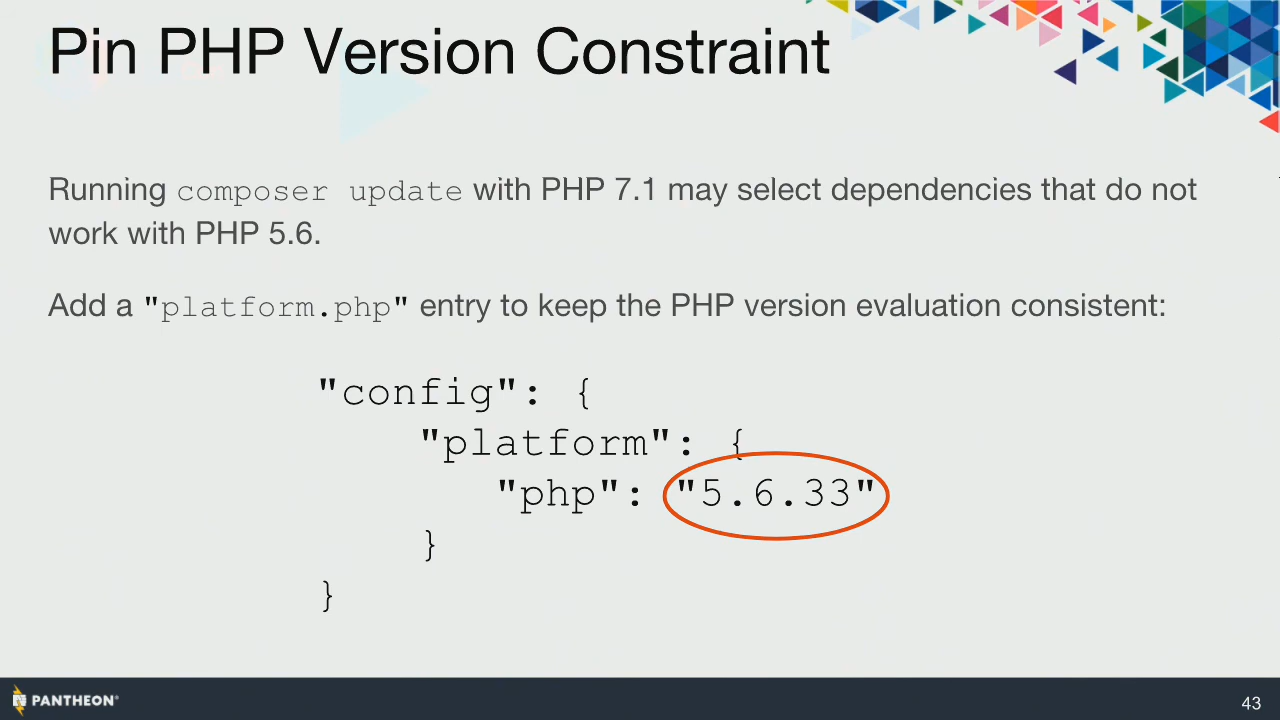 Pin PHP Version Constraint
Running composer update with PHP 7.1 may select dependencies that do not
work with PHP 5.6.
Add a "platform.php" entry to keep the PHP version evaluation consistent:
"config": {
"platform": {
"php": "5.6.33"
}
}
PANTHEON®
43